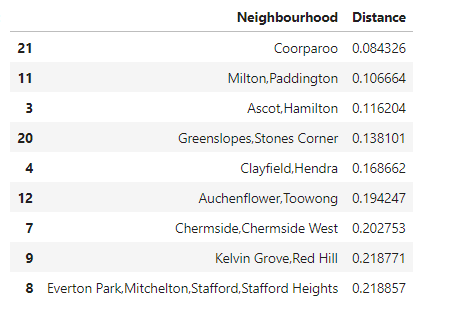 Neighbourhood Distance
21 Coorparoo 0.084326
11 Milton,Paddington 0.106664
3 Ascot,Hamilton 0.116204
20 Greenslopes,Stones Corner 0.138101
4 Clayfield,Hendra 0.168662
12 Auchenflower,Toowong 0.194247
7 Chermside,Chermside West 0.202753
9 Kelvin Grove,Red Hill 0.218771
8 Everton Park,Mitchelton,Stafford,Stafford Heights 0.218857